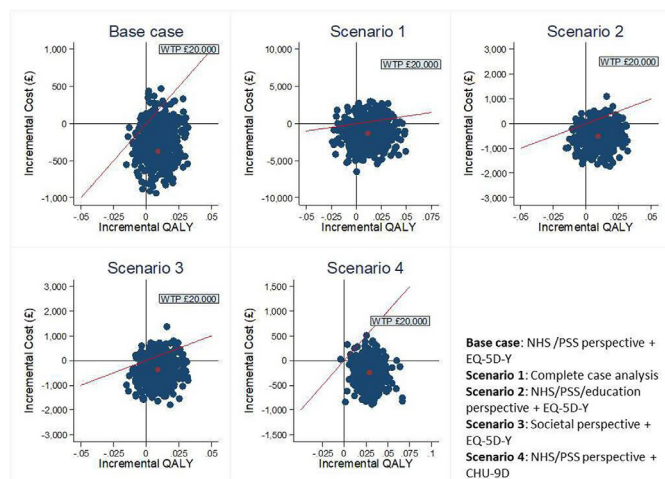 Base case
WTP £20,000
1,000
500
0
-500
-1,000
Incremental Cost (£)
-.05
0
.05
Incremental QALY
Scenario 1
WTP £20,000
10,000
5,000
0
-5,000
-10,000
Incremental Cost (£)
-.05
-.025
0
.025
.05
.075
Incremental QALY
Scenario 2
WTP £20,000
3,000
2,000
1,000
0
-1,000
-2,000
-3,000
Incremental Cost (£)
-.05
-.025
0
.025
.05
Incremental QALY
Scenario 3
WTP £20,000
3,000
2,000
1,000
0
-1,000
-2,000
-3,000
Incremental Cost (£)
-.05
-.025
0
.025
.05
Incremental QALY
Scenario 4
WTP £20,000
1,500
1,000
500
0
-500
-1,000
-1,500
Incremental Cost (£)
-.05
-.025
0
.025
.05
.075
.1
Incremental QALY
Base case: NHS /PSS perspective +
EQ-5D-Y
Scenario 1: Complete case analysis
Scenario 2: NHS/PSS/education
perspective + EQ-5D-Y
Scenario 3: Societal perspective +
EQ-5D-Y
Scenario 4: NHS/PSS perspective +
CHU-9D